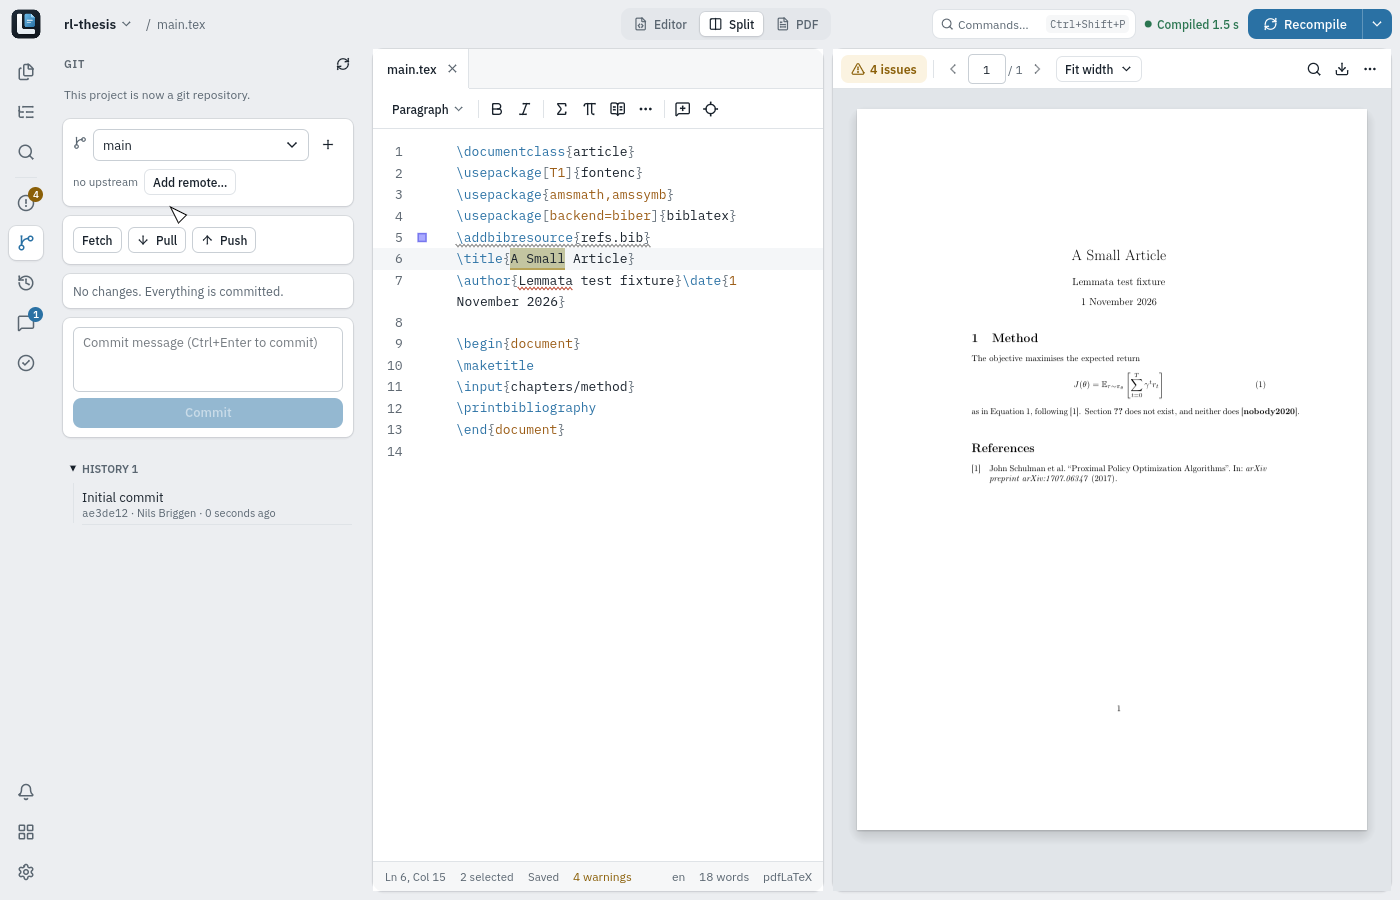 rl-thesis / main.tex
Editor Split PDF
Commands... Ctrl+Shift+P
Compiled 1.5 s
Recompile
GIT
This project is now a git repository.
main
no upstream Add remote...
Fetch Pull Push
No changes. Everything is committed.
Commit message (Ctrl+Enter to commit)
Commit
HISTORY 1
Initial commit
ae3de12 · Nils Briggen · 0 seconds ago
4
1
main.tex
Paragraph B I Σ π
1 \documentclass{article}
2 \usepackage[T1]{fontenc}
3 \usepackage{amsmath,amssymb}
4 \usepackage[backend=biber]{biblatex}
5 \addbibresource{refs.bib}
6 \title{A Small Article}
7 \author{Lemmata test fixture}\date{1
November 2026}
8
9 \begin{document}
10 \maketitle
11 \input{chapters/method}
12 \printbibliography
13 \end{document}
14
Ln 6, Col 15 2 selected Saved 4 warnings en 18 words pdfLaTeX
4 issues 1 / 1 Fit width
A Small Article
Lemmata test fixture
1 November 2026
1 Method
The objective maximises the expected return
J(θ) = 𝔼τ∼πθ [∑t=0T γtrt] (1)
as in Equation 1, following [1]. Section ?? does not exist, and neither does [nobody2020].
References
[1] John Schulman et al. “Proximal Policy Optimization Algorithms”. In: arXiv
preprint arXiv:1707.06347 (2017).
1